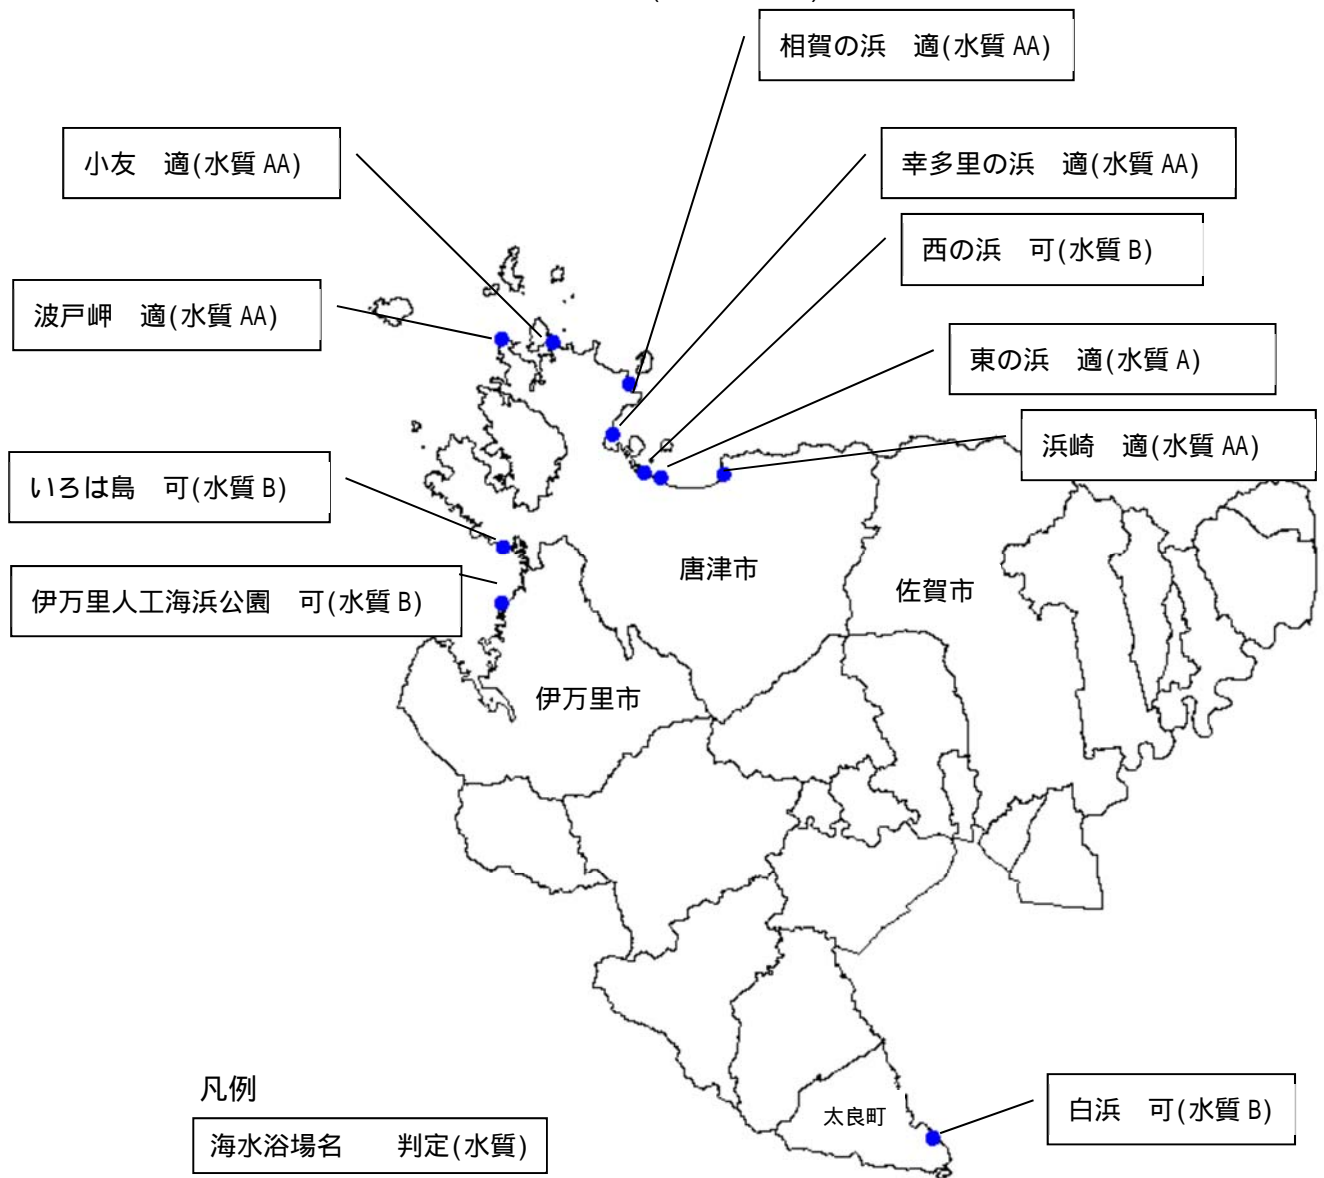 相賀の浜　適(水質 AA)
小友　適(水質 AA)
幸多里の浜　適(水質 AA)
西の浜　可(水質 B)
波戸岬　適(水質 AA)
東の浜　適(水質 A)
浜崎　適(水質 AA)
いろは島　可(水質 B)
唐津市
佐賀市
伊万里人工海浜公園　可(水質 B)
伊万里市
凡例
海水浴場名　　判定(水質)
太良町
白浜　可(水質 B)